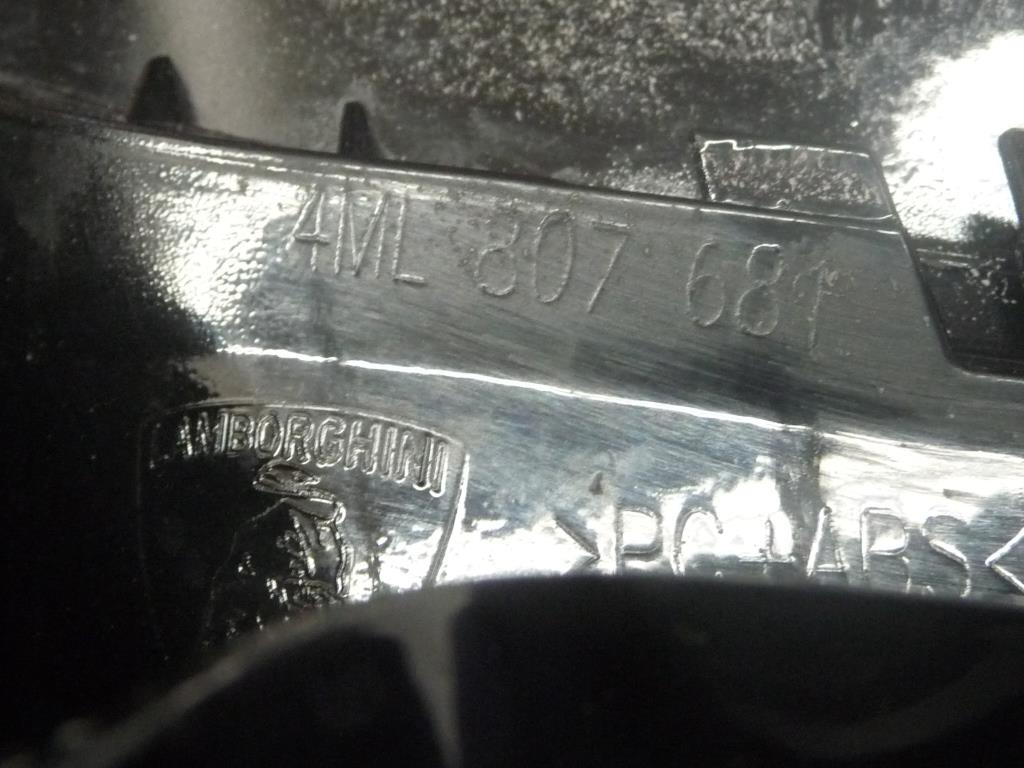 4ML 807 681
LAMBORGHINI
>PC+ABS<